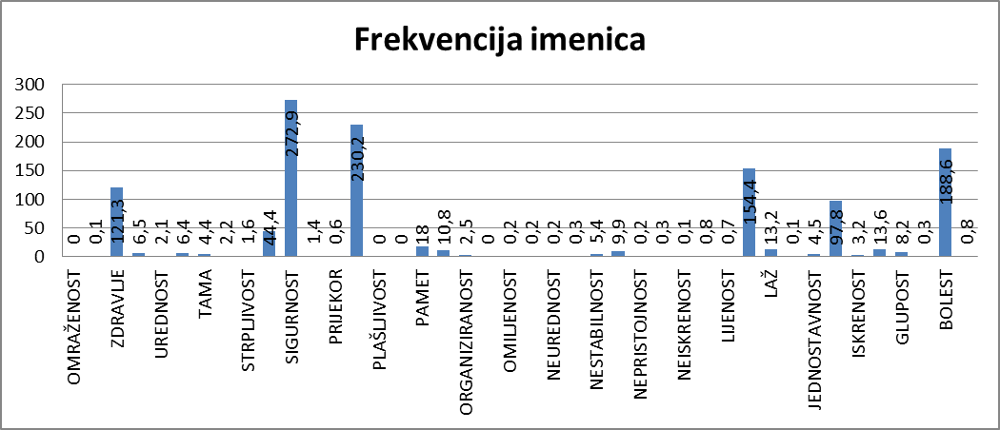 Frekvencija imenica
300
250
200
150
100
50
0
0
0,1
121,3
6,5
2,1
6,4
4,4
2,2
1,6
44,4
272,9
1,4
0,6
230,2
0
0
18
10,8
2,5
0
0,2
0,2
0,2
0,3
5,4
9,9
0,2
0,3
0,1
0,8
0,7
154,4
13,2
0,1
4,5
97,8
3,2
13,6
8,2
0,3
188,6
0,8
OMRAŽENOST
ZDRAVLJE
UREDNOST
TAMA
STRPLJIVOST
SIGURNOST
PRIJEKOR
PLAŠLJIVOST
PAMET
ORGANIZIRANOST
OMILJENOST
NEUREDNOST
NESTABILNOST
NEPRISTOJNOST
NEISKRENOST
LIJENOST
LAŽ
JEDNOSTAVNOST
ISKRENOST
GLUPOST
BOLEST